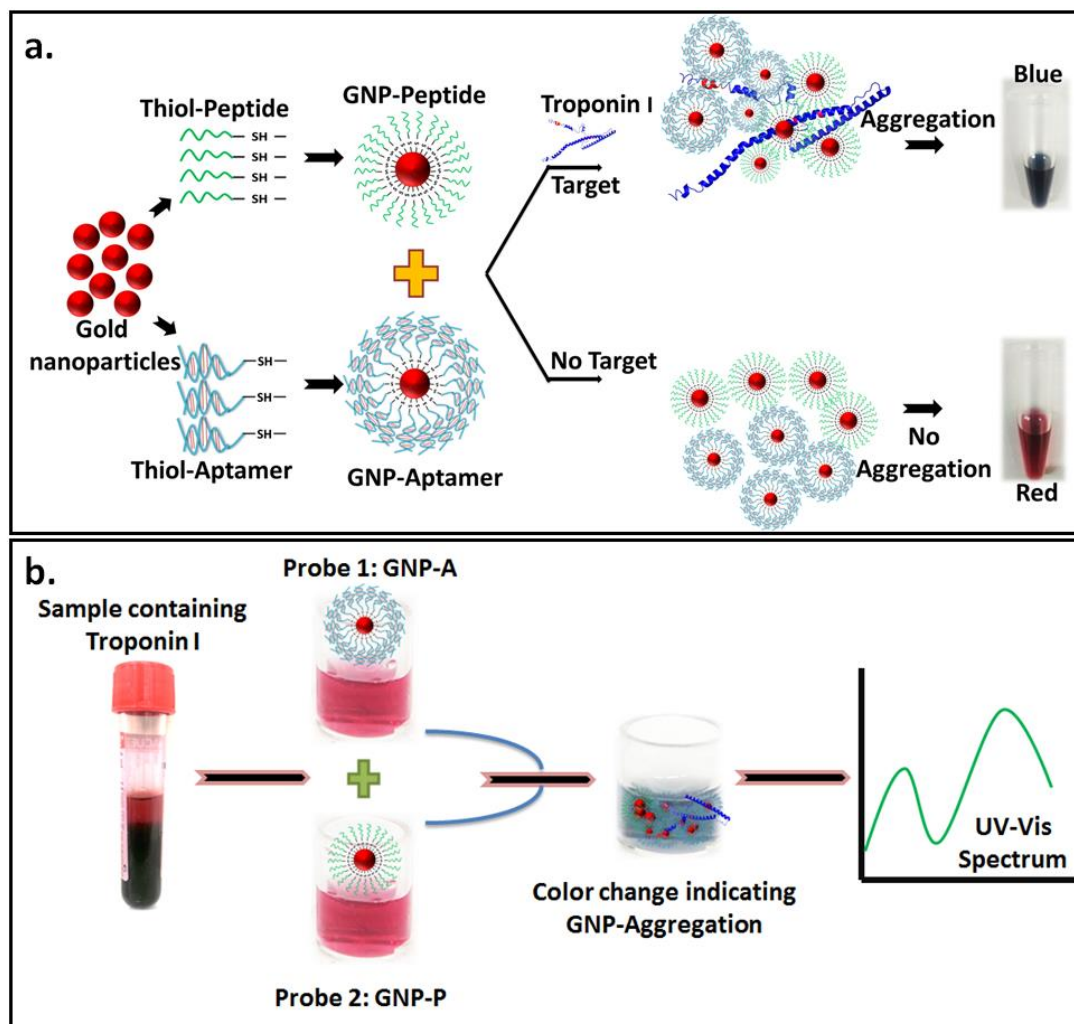 a.
Thiol-Peptide
SH
SH
SH
SH
GNP-Peptide
Troponin I
Target
Aggregation
Blue
Gold
nanoparticles
SH
SH
SH
Thiol-Aptamer
GNP-Aptamer
No Target
No
Aggregation
Red
b.
Sample containing
Troponin I
Probe 1: GNP-A
Probe 2: GNP-P
Color change indicating
GNP-Aggregation
UV-Vis
Spectrum